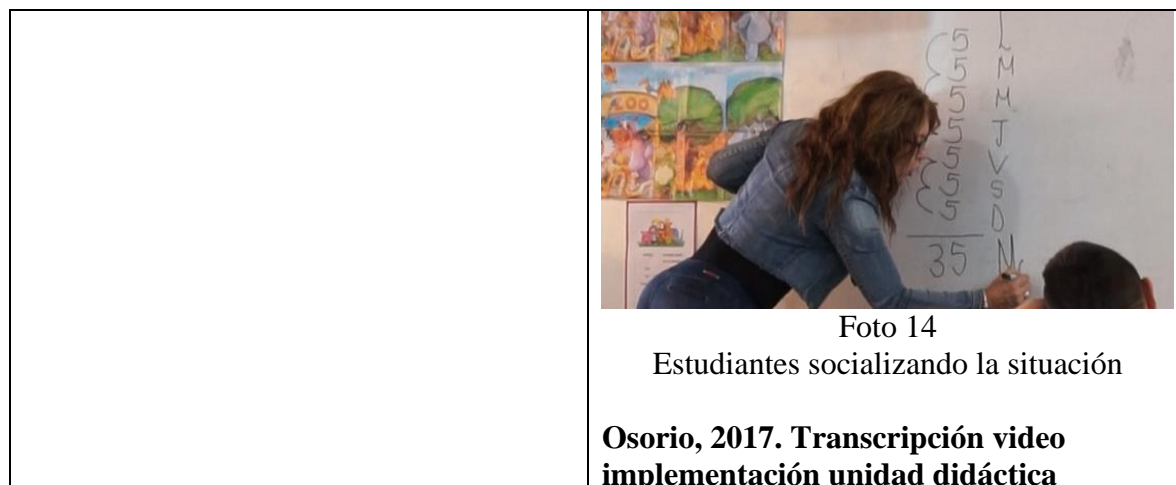 ZOO
5 L
5 M
5 M
5 J
5 V
5 S
5 D
35 N
Foto 14
Estudiantes socializando la situación
Osorio, 2017. Transcripción video
implementación unidad didáctica